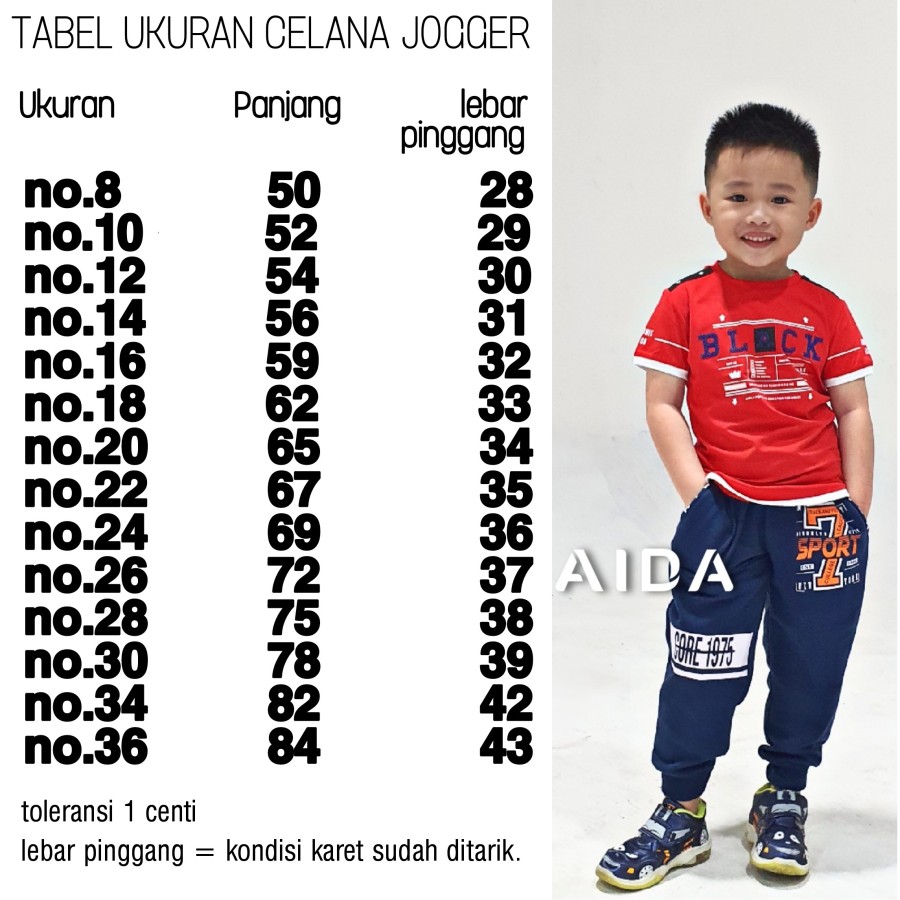 TABEL UKURAN CELANA JOGGER
Ukuran Panjang lebar pinggang
no.8 50 28
no.10 52 29
no.12 54 30
no.14 56 31
no.16 59 32
no.18 62 33
no.20 65 34
no.22 67 35
no.24 69 36
no.26 72 37
no.28 75 38
no.30 78 39
no.34 82 42
no.36 84 43
toleransi 1 centi
lebar pinggang = kondisi karet sudah ditarik.
BLOCK
SPORT
AIDA
CORE 1975